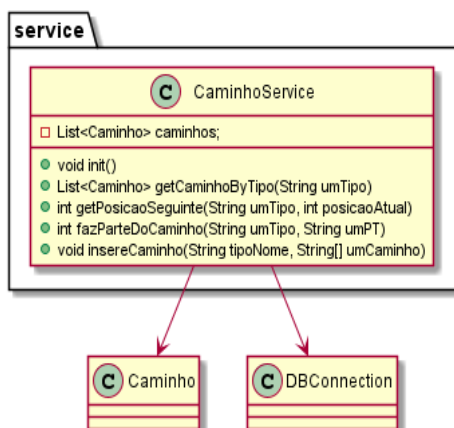 service
C CaminhoService
List<Caminho> caminhos;
void init()
List<Caminho> getCaminhoByTipo(String umTipo)
int getPosicaoSeguinte(String umTipo, int posicaoAtual)
int fazParteDoCaminho(String umTipo, String umPT)
void insereCaminho(String tipoNome, String[] umCaminho)
C Caminho
C DBConnection